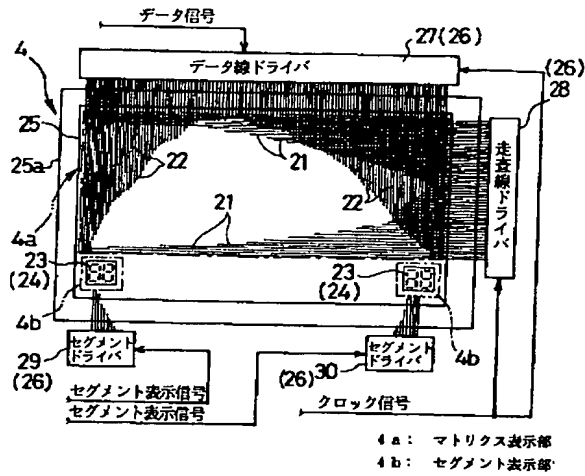 データ信号
27(26)
データ線ドライバ
4
(26)
28
25
25a
21
22
22
走査線ドライバ
4a
21
23
(24)
23
(24)
4b
4b
29
(26)
セグメント
ドライバ
セグメント
ドライバ
(26)30
セグメント表示信号
セグメント表示信号
クロック信号
4a: マトリクス表示部
4b: セグメント表示部